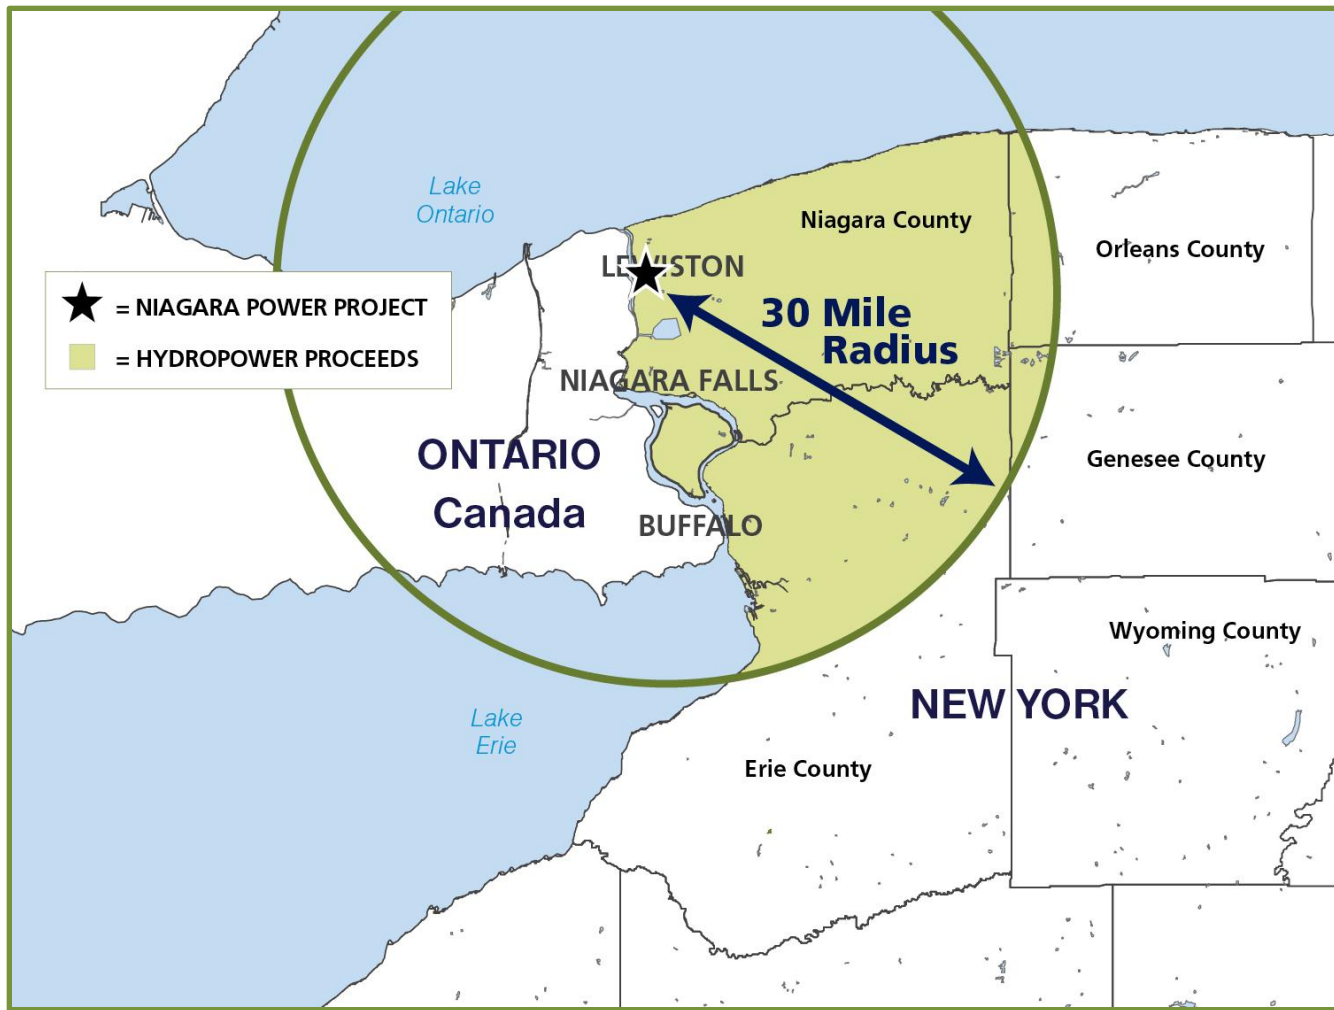 Lake
Ontario
Niagara County
Orleans County
LEWISTON
★ = NIAGARA POWER PROJECT
= HYDROPOWER PROCEEDS
30 Mile
Radius
NIAGARA FALLS
ONTARIO
Canada
Genesee County
BUFFALO
Wyoming County
NEW YORK
Lake
Erie
Erie County